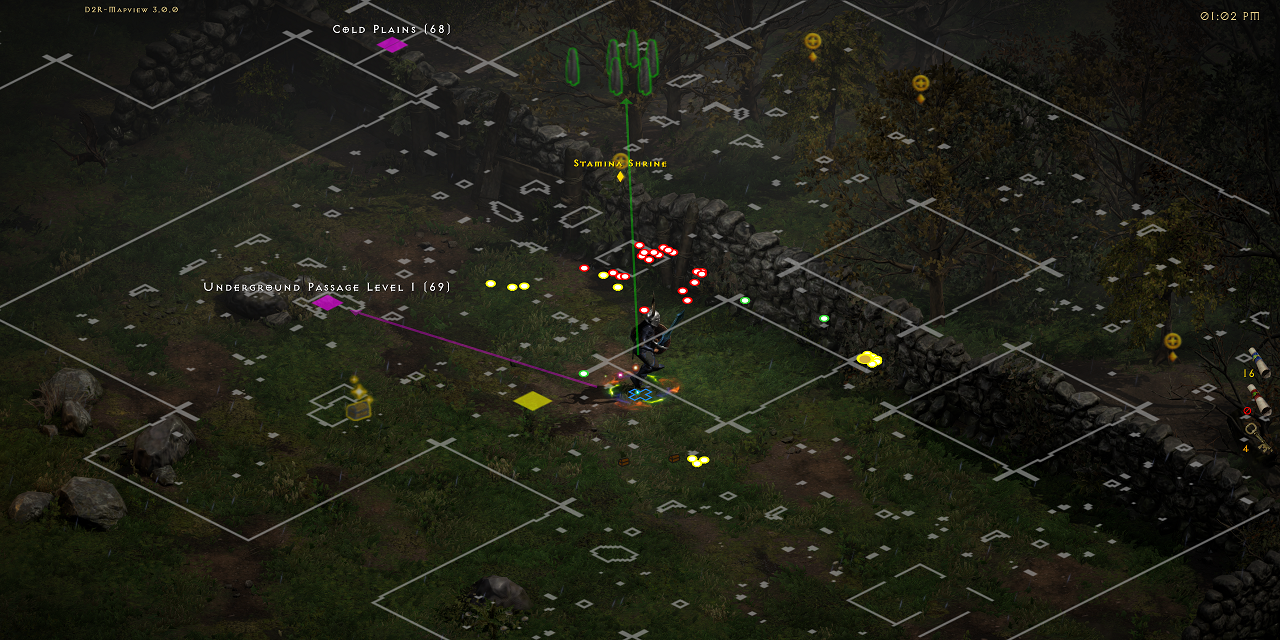 D2R-Mapview 3.0.0
01:02 PM
Cold Plains (68)
Stamina Shrine
Underground Passage Level 1 (69)
16
0
4